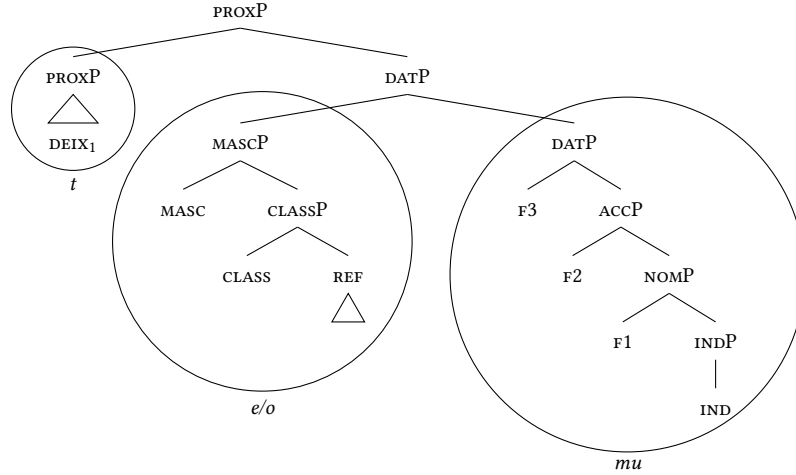 PROXP
PROXP DATP
DEIX₁ MASCP DATP
t
MASC CLASSP F3 ACCP
CLASS REF F2 NOMP
F1 INDP
e/o IND
mu